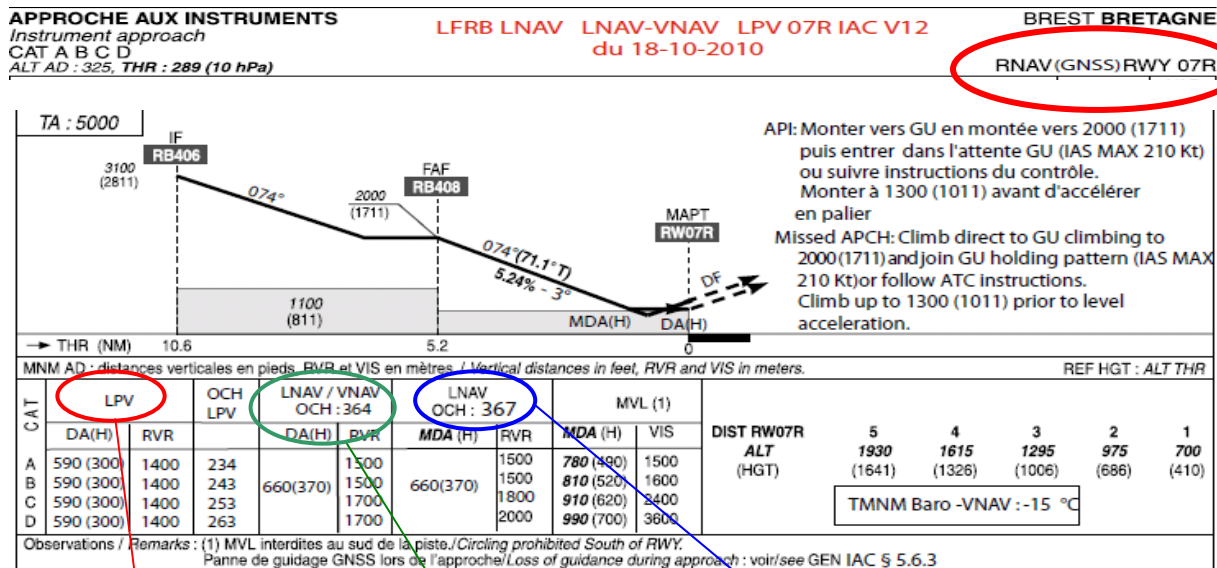 APPROCHE AUX INSTRUMENTS
Instrument approach
CAT A B C D
ALT AD : 325, THR : 289 (10 hPa)
LFRB LNAV LNAV-VNAV LPV 07R IAC V12
du 18-10-2010
BREST BRETAGNE
RNAV(GNSS)RWY 07R
TA : 5000
IF
RB406
3100
(2811)
074°
2000
(1711)
FAF
RB408
074°(71.1°T)
5.24% - 3°
MAPT
RW07R
DF
1100
(811)
MDA(H)
DA(H)
THR (NM) 10.6 5.2 0
API: Monter vers GU en montée vers 2000 (1711)
puis entrer dans l'attente GU (IAS MAX 210 Kt)
ou suivre instructions du contrôle.
Monter à 1300 (1011) avant d'accélérer
en palier
Missed APCH: Climb direct to GU climbing to
2000(1711) and join GU holding pattern (IAS MAX
210 Kt)or follow ATC instructions.
Climb up to 1300 (1011) prior to level
acceleration.
MNM AD : distances verticales en pieds, RVR et VIS en mètres. / Vertical distances in feet, RVR and VIS in meters. REF HGT : ALT THR
CAT
LPV
OCH
LPV
LNAV / VNAV
OCH : 364
LNAV
OCH : 367
MVL (1)
DA(H) RVR DA(H) RVR MDA (H) RVR MDA (H) VIS
A 590 (300) 1400 234 1500 1500 780 (490) 1500
B 590 (300) 1400 243 660(370) 1500 660(370) 1500 810 (520) 1600
C 590 (300) 1400 253 1700 1800 910 (620) 2400
D 590 (300) 1400 263 1700 2000 990 (700) 3600
DIST RW07R 5 4 3 2 1
ALT 1930 1615 1295 975 700
(HGT) (1641) (1326) (1006) (686) (410)
TMNM Baro -VNAV : -15 °C
Observations / Remarks : (1) MVL interdites au sud de la piste./Circling prohibited South of RWY.
Panne de guidage GNSS lors de l'approche/Loss of guidance during approach : voir/see GEN IAC § 5.6.3